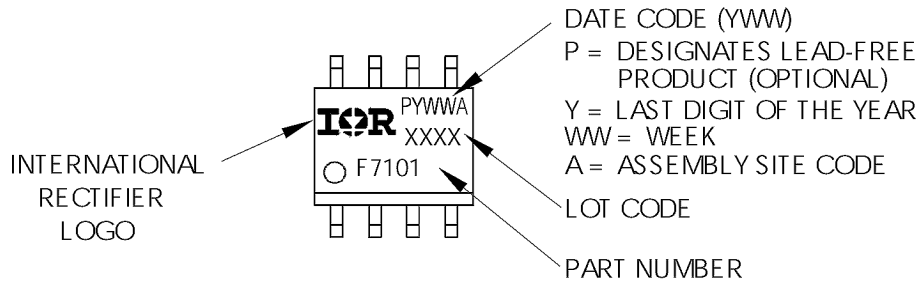 DATE CODE (YWW)
P = DESIGNATES LEAD-FREE
PRODUCT (OPTIONAL)
Y = LAST DIGIT OF THE YEAR
WW = WEEK
A = ASSEMBLY SITE CODE
PYWWA
IOR
XXXX
F7101
INTERNATIONAL
RECTIFIER
LOGO
LOT CODE
PART NUMBER